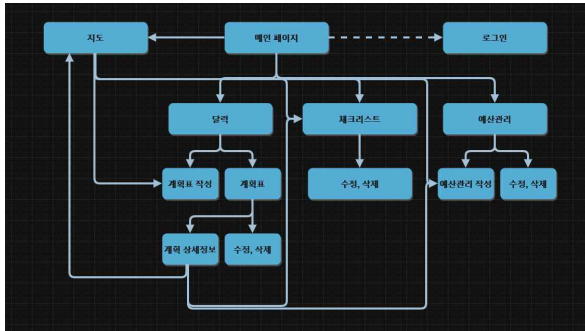 지도
메인 페이지
로그인
달력
체크리스트
예산관리
계획표 작성
계획표
수정, 삭제
예산관리 작성
수정, 삭제
계획 상세정보
수정, 삭제